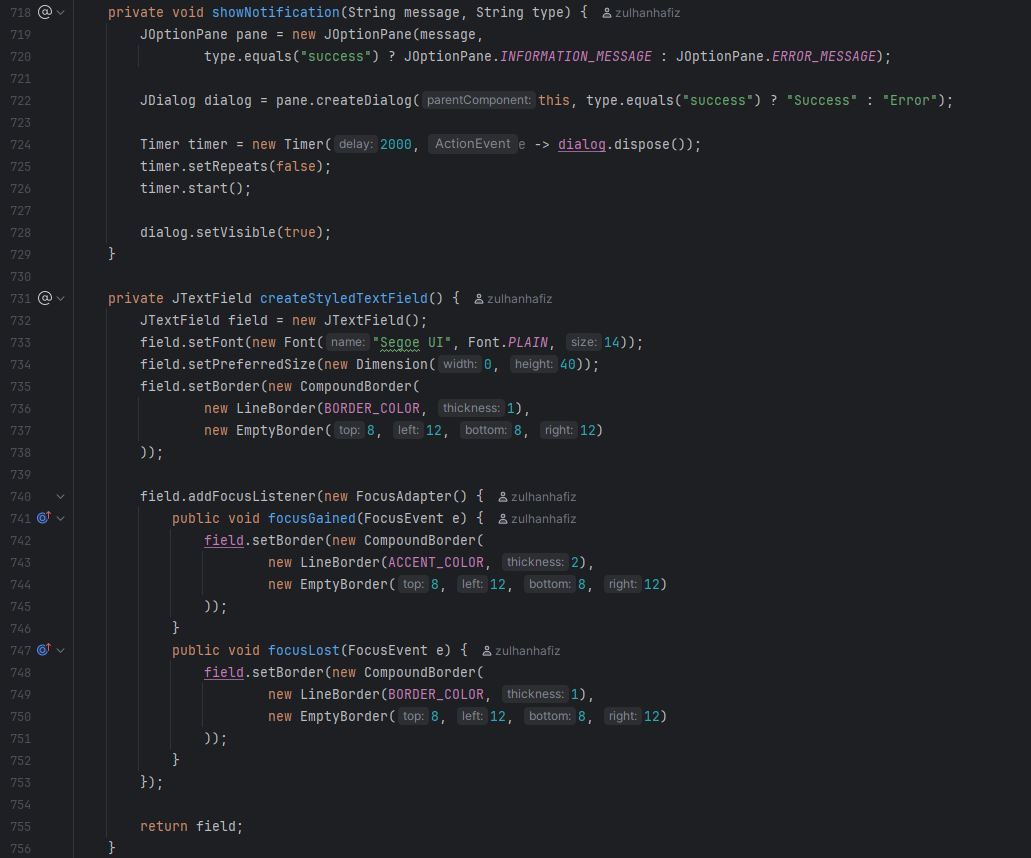 718 @ private void showNotification(String message, String type) { zulhanhafiz
719 JOptionPane pane = new JOptionPane(message,
720 type.equals("success") ? JOptionPane.INFORMATION_MESSAGE : JOptionPane.ERROR_MESSAGE);
721
722 JDialog dialog = pane.createDialog( parentComponent: this, type.equals("success") ? "Success" : "Error");
723
724 Timer timer = new Timer( delay: 2000, ActionEvent e -> dialog.dispose());
725 timer.setRepeats(false);
726 timer.start();
727
728 dialog.setVisible(true);
729 }
730
731 @ private JTextField createStyledTextField() { zulhanhafiz
732 JTextField field = new JTextField();
733 field.setFont(new Font( name: "Segoe UI", Font.PLAIN, size: 14));
734 field.setPreferredSize(new Dimension( width: 0, height: 40));
735 field.setBorder(new CompoundBorder(
736 new LineBorder(BORDER_COLOR, thickness: 1),
737 new EmptyBorder( top: 8, left: 12, bottom: 8, right: 12)
738 ));
739
740 field.addFocusListener(new FocusAdapter() { zulhanhafiz
741 public void focusGained(FocusEvent e) { zulhanhafiz
742 field.setBorder(new CompoundBorder(
743 new LineBorder(ACCENT_COLOR, thickness: 2),
744 new EmptyBorder( top: 8, left: 12, bottom: 8, right: 12)
745 ));
746 }
747 public void focusLost(FocusEvent e) { zulhanhafiz
748 field.setBorder(new CompoundBorder(
749 new LineBorder(BORDER_COLOR, thickness: 1),
750 new EmptyBorder( top: 8, left: 12, bottom: 8, right: 12)
751 ));
752 }
753 });
754
755 return field;
756 }